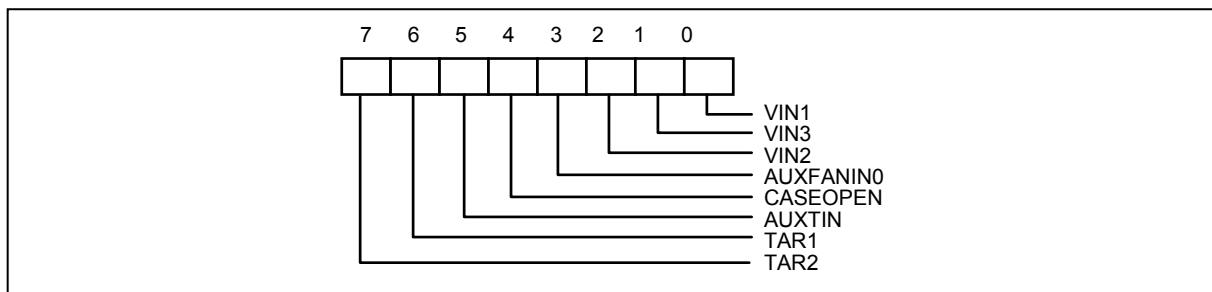 7 6 5 4 3 2 1 0
VIN1
VIN3
VIN2
AUXFANIN0
CASEOPEN
AUXTIN
TAR1
TAR2